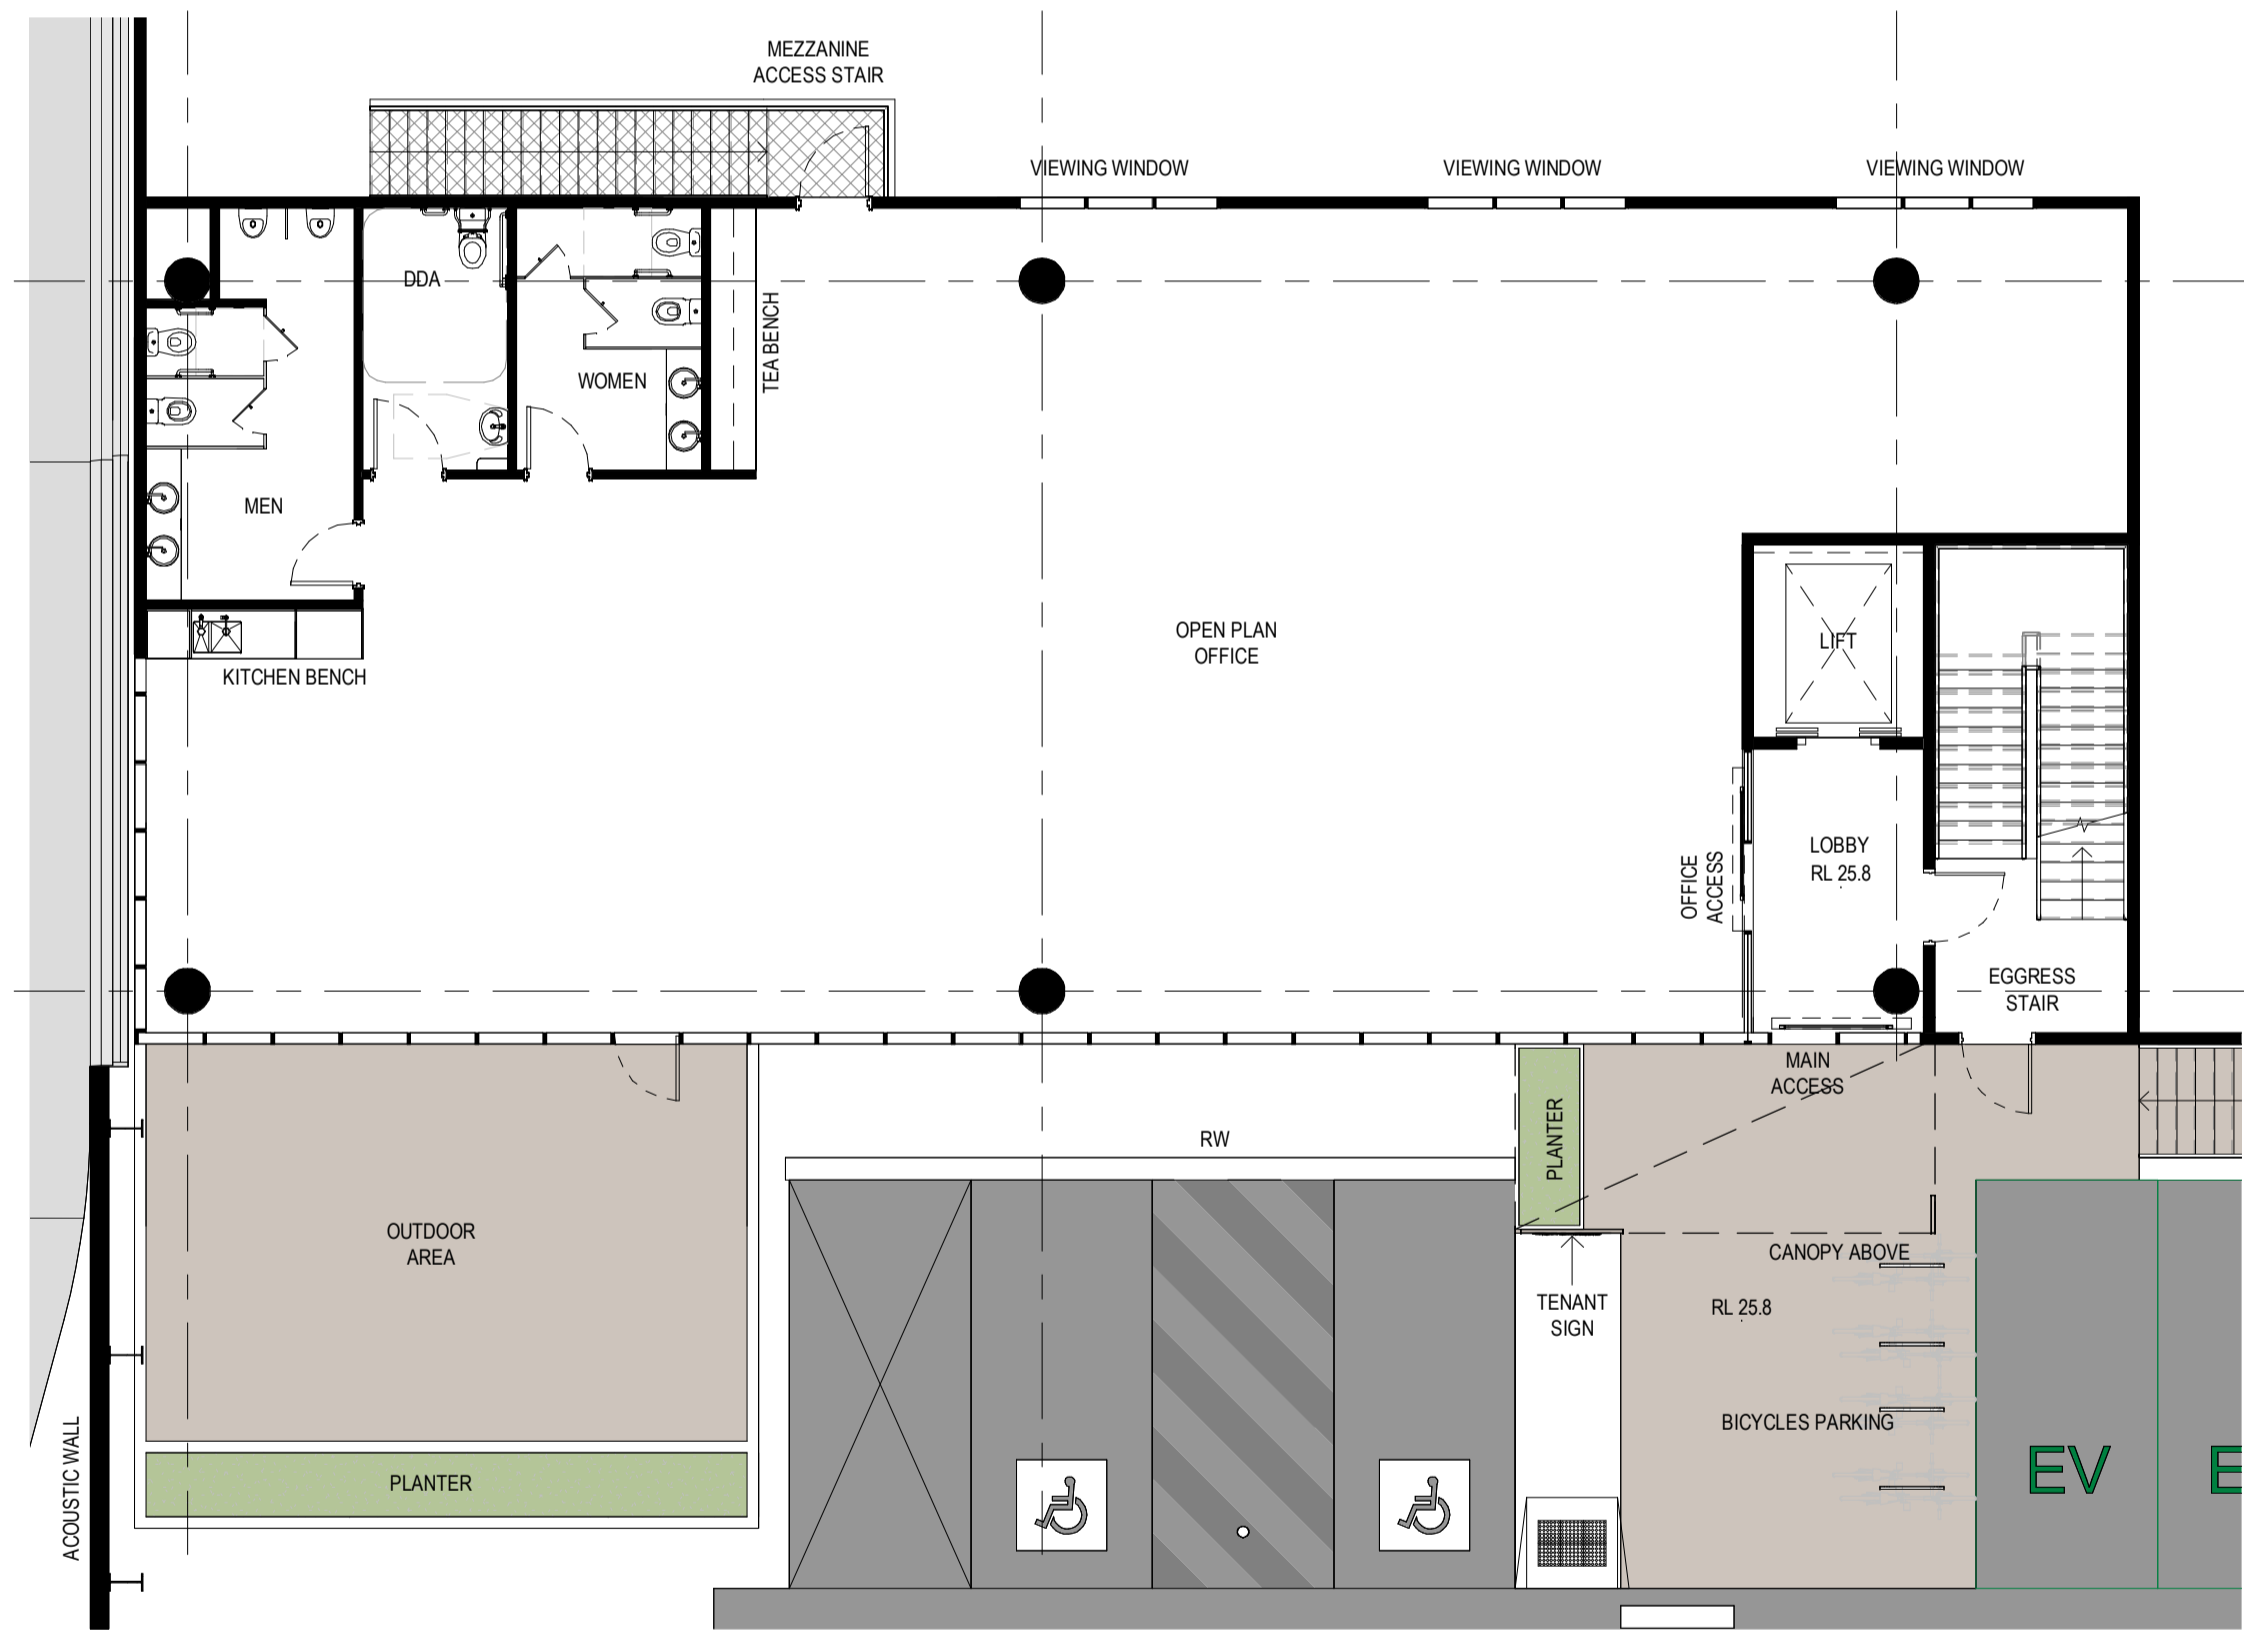 MEZZANINE
ACCESS STAIR
VIEWING WINDOW
VIEWING WINDOW
VIEWING WINDOW
DDA
TEA BENCH
WOMEN
MEN
KITCHEN BENCH
OPEN PLAN
OFFICE
LIFT
LOBBY
RL 25.8
OFFICE
ACCESS
EGGRESS
STAIR
MAIN
ACCESS
PLANTER
RW
OUTDOOR
AREA
CANOPY ABOVE
TENANT
SIGN
RL 25.8
BICYCLES PARKING
PLANTER
ACOUSTIC WALL
EV
E